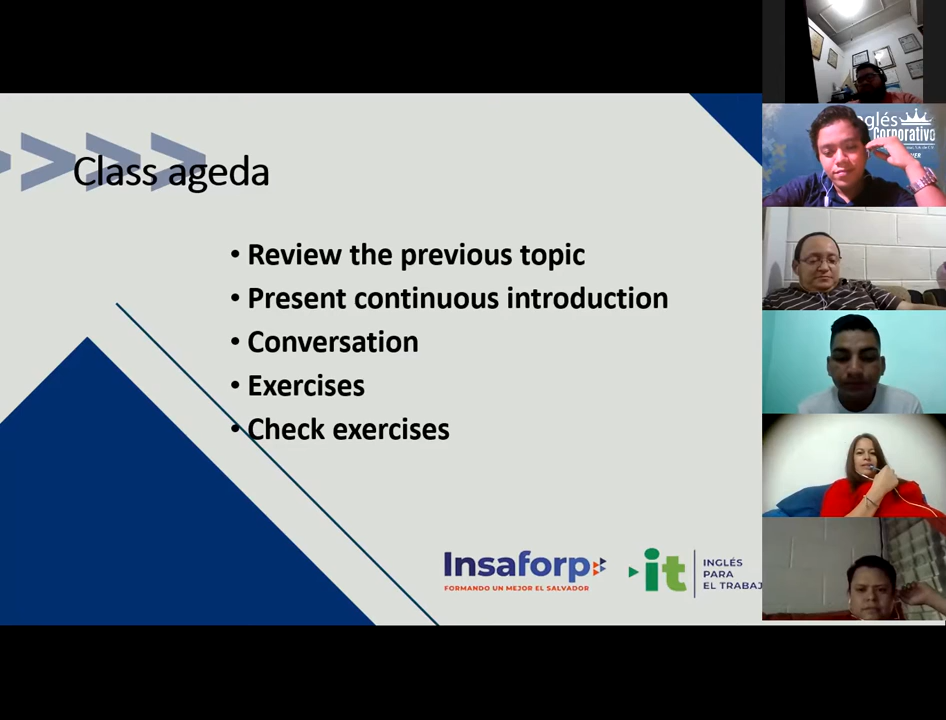 Class ageda
• Review the previous topic
• Present continuous introduction
• Conversation
• Exercises
• Check exercises
Insaforp
FORMANDO UN MEJOR EL SALVADOR
it
INGLÉS
PARA
EL TRABAJ
glés
Corporativo